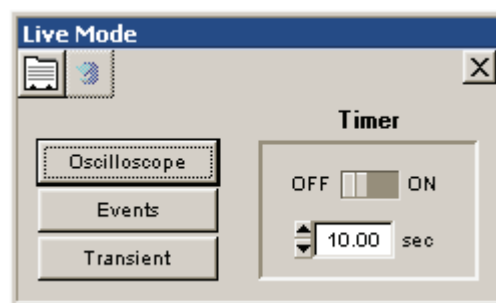 Live Mode
X
Timer
Oscilloscope
OFF ON
Events
10.00 sec
Transient